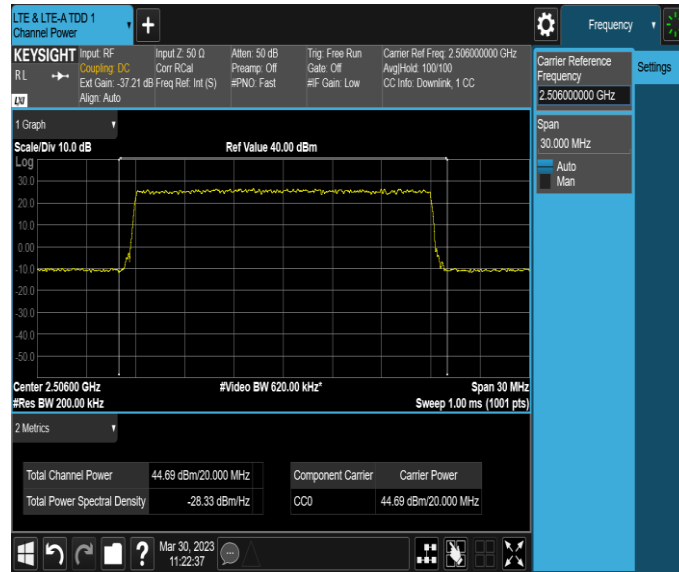 LTE & LTE-A TDD 1
Channel Power
Frequency
KEYSIGHT
RL
LXI
Input: RF
Coupling: DC
Ext Gain: -37.21 dB
Align: Auto
Input Z: 50 Ω
Corr RCal
Freq Ref: Int (S)
Atten: 50 dB
Preamp: Off
#PNO: Fast
Trig: Free Run
Gate: Off
#IF Gain: Low
Carrier Ref Freq: 2.506000000 GHz
Avg|Hold: 100/100
CC Info: Downlink, 1 CC
Carrier Reference
Frequency
2.506000000 GHz
Settings
Span
30.000 MHz
Auto
Man
1 Graph
Scale/Div 10.0 dB
Ref Value 40.00 dBm
Log
30.0
20.0
10.0
0.00
-10.0
-20.0
-30.0
-40.0
-50.0
Center 2.50600 GHz
#Video BW 620.00 kHz*
Span 30 MHz
#Res BW 200.00 kHz
Sweep 1.00 ms (1001 pts)
2 Metrics
Total Channel Power 44.69 dBm/20.000 MHz
Total Power Spectral Density -28.33 dBm/Hz
Component Carrier Carrier Power
CC0 44.69 dBm/20.000 MHz
?
Mar 30, 2023
11:22:37